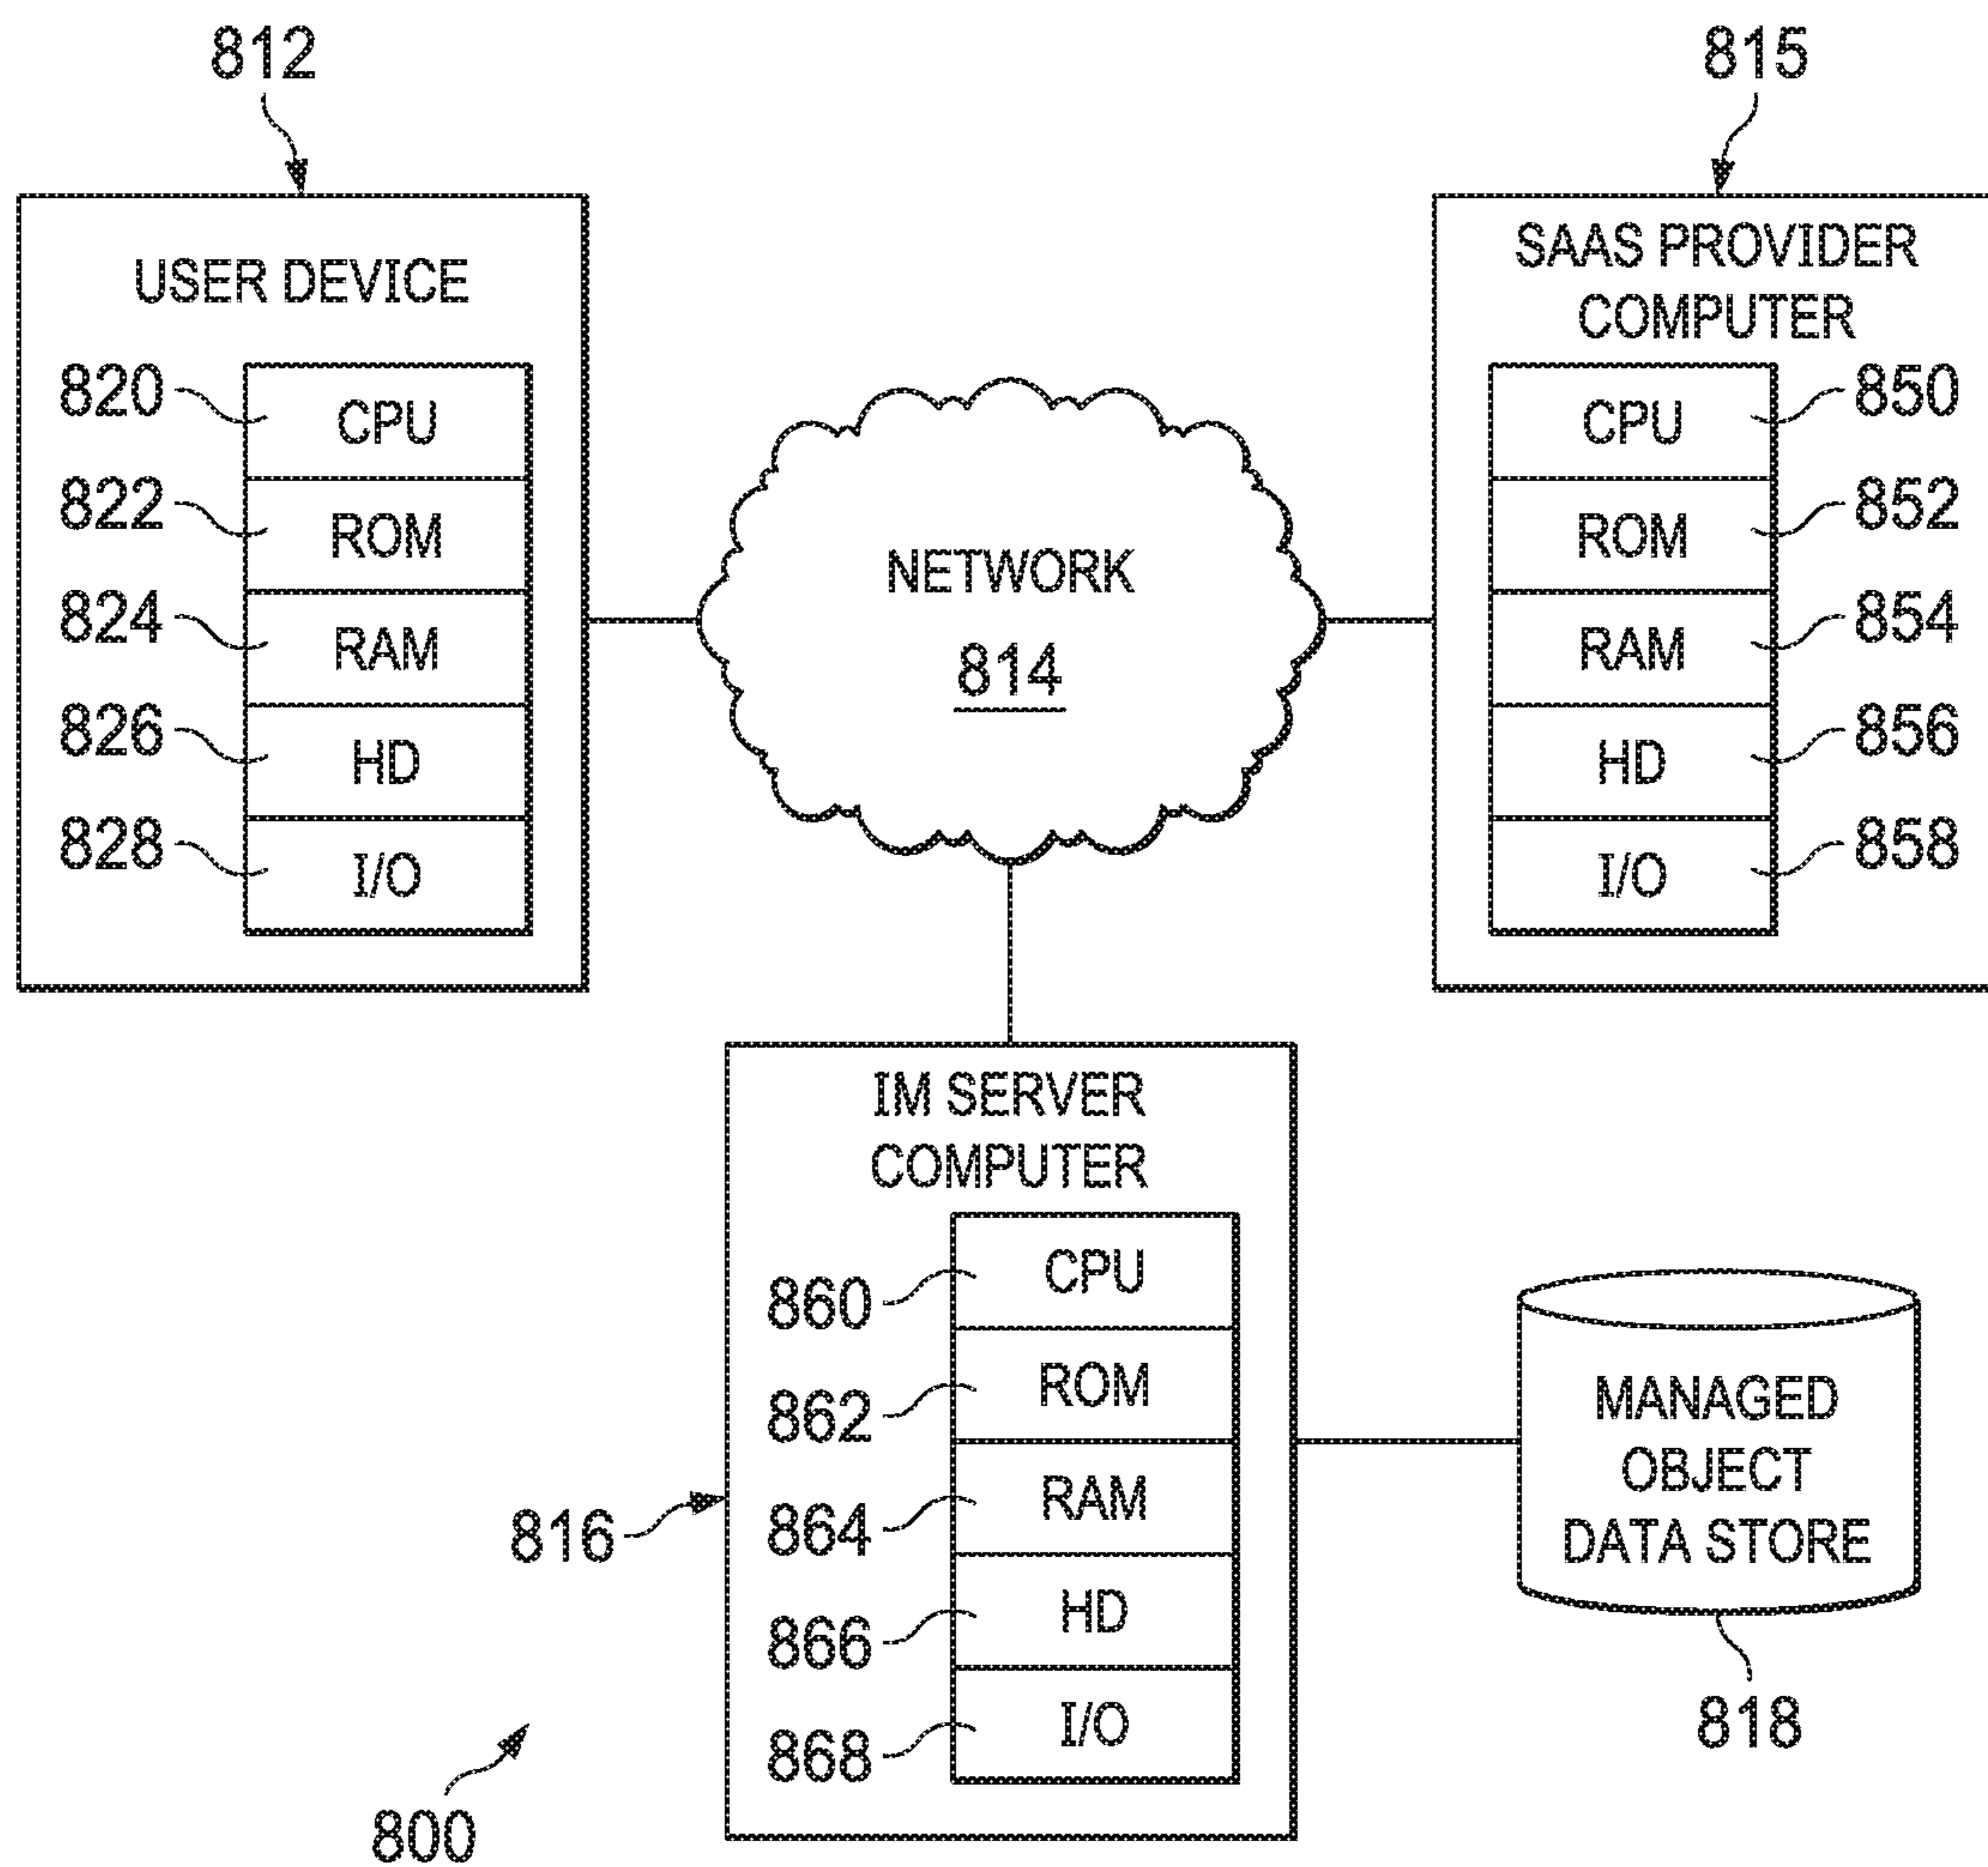 812
USER DEVICE
820 CPU
822 ROM
824 RAM
826 HD
828 I/O
NETWORK
814
815
SAAS PROVIDER
COMPUTER
CPU 850
ROM 852
RAM 854
HD 856
I/O 858
IM SERVER
COMPUTER
860 CPU
862 ROM
864 RAM
866 HD
868 I/O
816
MANAGED
OBJECT
DATA STORE
818
800